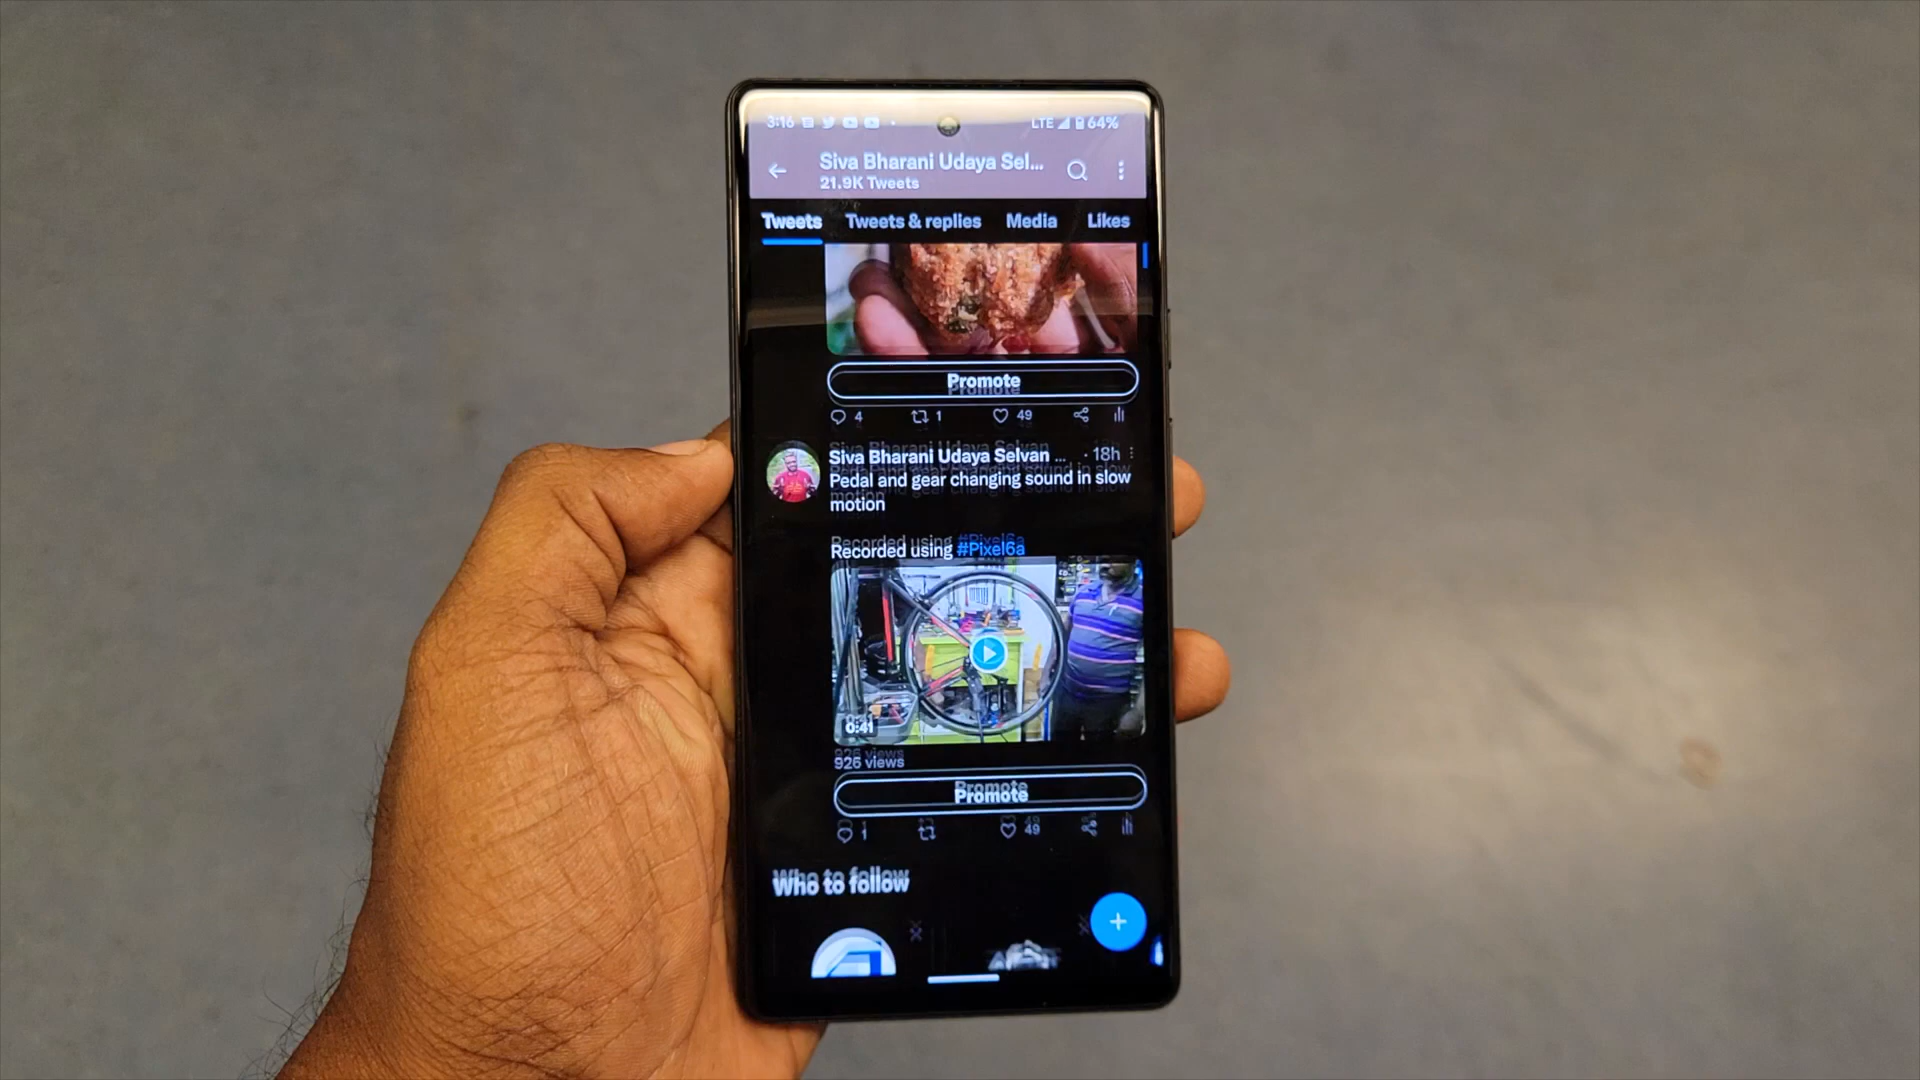 3:16 LTE 64%
Siva Bharani Udaya Sel...
21.9K Tweets
Tweets Tweets & replies Media Likes
Promote
4 1 49
Siva Bharani Udaya Selvan ... · 18h
Pedal and gear changing sound in slow
motion
Recorded using #Pixel6a
0:41
926 views
Promote
1 49
Who to follow